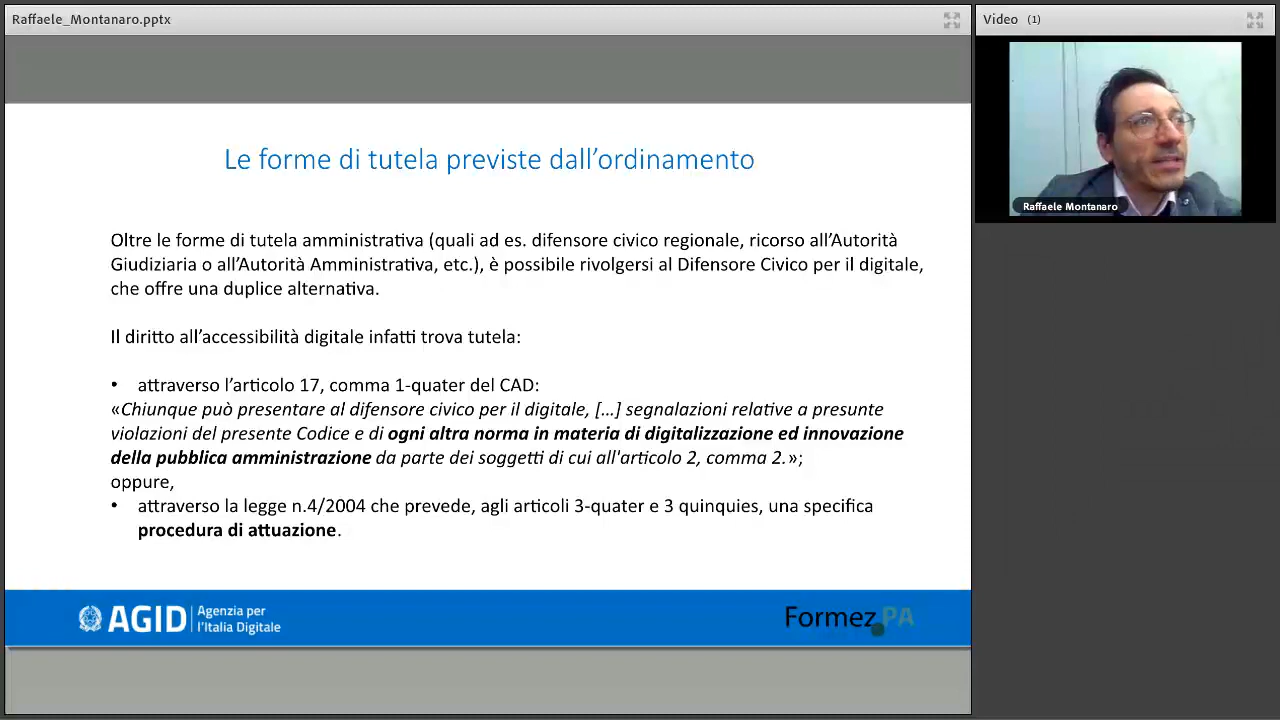 Raffaele_Montanaro.pptx
Video (1)
Raffaele Montanaro
Le forme di tutela previste dall’ordinamento
Oltre le forme di tutela amministrativa (quali ad es. difensore civico regionale, ricorso all’Autorità
Giudiziaria o all’Autorità Amministrativa, etc.), è possibile rivolgersi al Difensore Civico per il digitale,
che offre una duplice alternativa.
Il diritto all’accessibilità digitale infatti trova tutela:
• attraverso l’articolo 17, comma 1-quater del CAD:
«Chiunque può presentare al difensore civico per il digitale, [...] segnalazioni relative a presunte
violazioni del presente Codice e di ogni altra norma in materia di digitalizzazione ed innovazione
della pubblica amministrazione da parte dei soggetti di cui all'articolo 2, comma 2.»;
oppure,
• attraverso la legge n.4/2004 che prevede, agli articoli 3-quater e 3 quinquies, una specifica
procedura di attuazione.
AGID Agenzia per
l’Italia Digitale
Formez PA